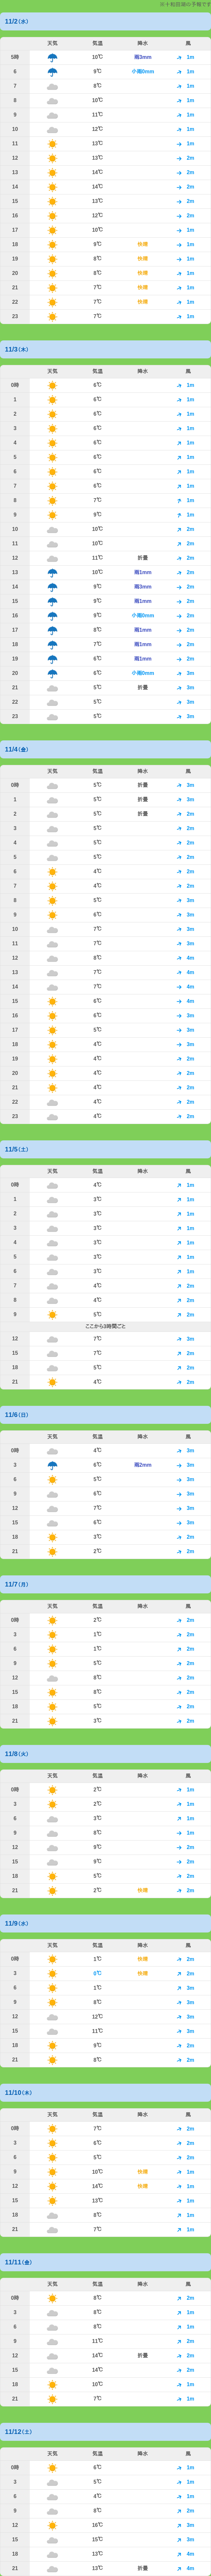 ※十和田湖の予報です
11/2(水)
天気 気温 降水 風
5時 10℃ 雨3mm 1m
6 9℃ 小雨0mm 1m
7 8℃ 1m
8 10℃ 1m
9 11℃ 1m
10 12℃ 1m
11 13℃ 1m
12 13℃ 2m
13 14℃ 2m
14 14℃ 2m
15 13℃ 2m
16 12℃ 2m
17 10℃ 1m
18 9℃ 快晴 1m
19 8℃ 快晴 1m
20 8℃ 快晴 1m
21 7℃ 快晴 1m
22 7℃ 快晴 1m
23 7℃ 1m
11/3(木)
天気 気温 降水 風
0時 6℃ 1m
1 6℃ 1m
2 6℃ 1m
3 6℃ 1m
4 6℃ 1m
5 6℃ 1m
6 6℃ 1m
7 6℃ 1m
8 7℃ 1m
9 9℃ 1m
10 10℃ 2m
11 10℃ 2m
12 11℃ 折畳 2m
13 10℃ 雨1mm 2m
14 9℃ 雨3mm 2m
15 9℃ 雨1mm 2m
16 9℃ 小雨0mm 2m
17 8℃ 雨1mm 2m
18 7℃ 雨1mm 2m
19 6℃ 雨1mm 2m
20 6℃ 小雨0mm 3m
21 5℃ 折畳 3m
22 5℃ 3m
23 5℃ 3m
11/4(金)
天気 気温 降水 風
0時 5℃ 折畳 3m
1 5℃ 折畳 3m
2 5℃ 折畳 2m
3 5℃ 2m
4 5℃ 2m
5 5℃ 2m
6 4℃ 2m
7 4℃ 2m
8 5℃ 3m
9 6℃ 3m
10 7℃ 3m
11 7℃ 3m
12 8℃ 4m
13 7℃ 4m
14 7℃ 4m
15 6℃ 4m
16 6℃ 3m
17 5℃ 3m
18 4℃ 3m
19 4℃ 2m
20 4℃ 2m
21 4℃ 2m
22 4℃ 2m
23 4℃ 2m
11/5(土)
天気 気温 降水 風
0時 4℃ 1m
1 3℃ 1m
2 3℃ 1m
3 3℃ 1m
4 3℃ 1m
5 3℃ 1m
6 3℃ 1m
7 4℃ 2m
8 4℃ 2m
9 5℃ 2m
ここから3時間ごと
12 7℃ 3m
15 7℃ 2m
18 5℃ 2m
21 4℃ 2m
11/6(日)
天気 気温 降水 風
0時 4℃ 3m
3 6℃ 雨2mm 3m
6 5℃ 3m
9 6℃ 3m
12 7℃ 3m
15 6℃ 3m
18 3℃ 2m
21 2℃ 2m
11/7(月)
天気 気温 降水 風
0時 2℃ 2m
3 1℃ 2m
6 1℃ 2m
9 5℃ 2m
12 8℃ 2m
15 8℃ 2m
18 5℃ 2m
21 3℃ 2m
11/8(火)
天気 気温 降水 風
0時 2℃ 1m
3 2℃ 1m
6 3℃ 1m
9 8℃ 1m
12 9℃ 2m
15 9℃ 2m
18 5℃ 2m
21 2℃ 快晴 2m
11/9(水)
天気 気温 降水 風
0時 1℃ 快晴 2m
3 0℃ 快晴 2m
6 1℃ 3m
9 8℃ 3m
12 12℃ 3m
15 11℃ 3m
18 9℃ 2m
21 8℃ 2m
11/10(木)
天気 気温 降水 風
0時 7℃ 2m
3 6℃ 2m
6 5℃ 2m
9 10℃ 快晴 1m
12 14℃ 快晴 1m
15 13℃ 1m
18 8℃ 1m
21 7℃ 1m
11/11(金)
天気 気温 降水 風
0時 8℃ 2m
3 8℃ 1m
6 8℃ 1m
9 11℃ 2m
12 14℃ 折畳 2m
15 14℃ 2m
18 10℃ 1m
21 7℃ 1m
11/12(土)
天気 気温 降水 風
0時 6℃ 1m
3 5℃ 1m
6 4℃ 1m
9 8℃ 2m
12 16℃ 3m
15 15℃ 3m
18 13℃ 4m
21 13℃ 折畳 4m